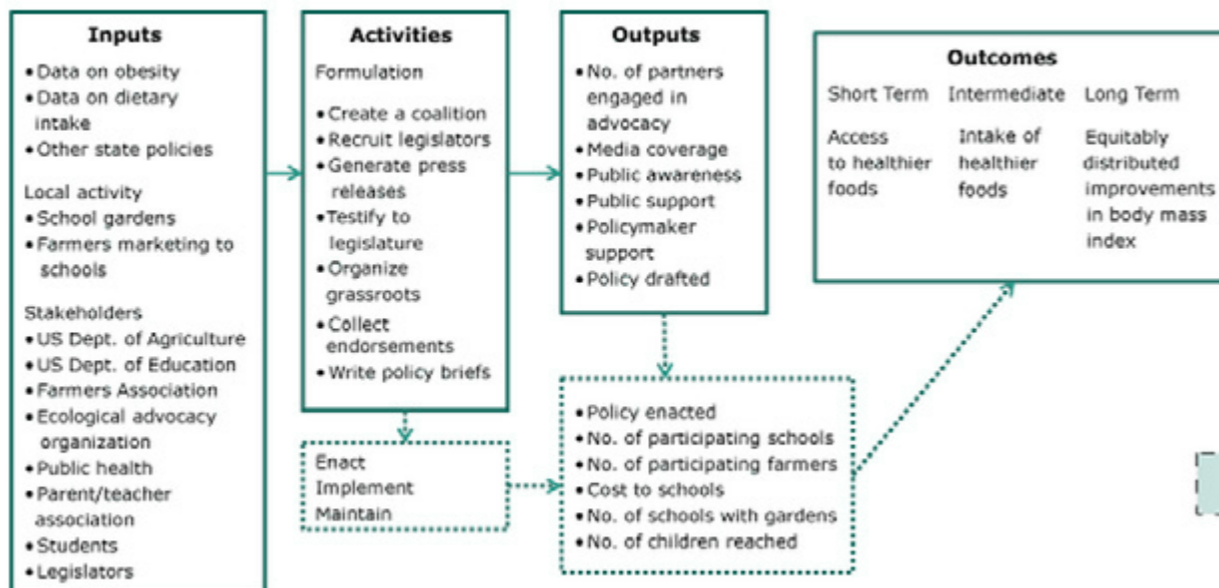 Inputs
•Data on obesity
•Data on dietary
intake
•Other state policies
Local activity
•School gardens
•Farmers marketing to
schools
Stakeholders
•US Dept. of Agriculture
•US Dept. of Education
•Farmers Association
•Ecological advocacy
organization
•Public health
•Parent/teacher
association
•Students
•Legislators
Activities
Formulation
•Create a coalition
•Recruit legislators
•Generate press
releases
•Testify to
legislature
•Organize
grassroots
•Collect
endorsements
•Write policy briefs
Enact
Implement
Maintain
Outputs
•No. of partners
engaged in
advocacy
•Media coverage
•Public awareness
•Public support
•Policymaker
support
•Policy drafted
•Policy enacted
•No. of participating schools
•No. of participating farmers
•Cost to schools
•No. of schools with gardens
•No. of children reached
Outcomes
Short Term
Access
to healthier
foods
Intermediate
Intake of
healthier
foods
Long Term
Equitably
distributed
improvements
in body mass
index